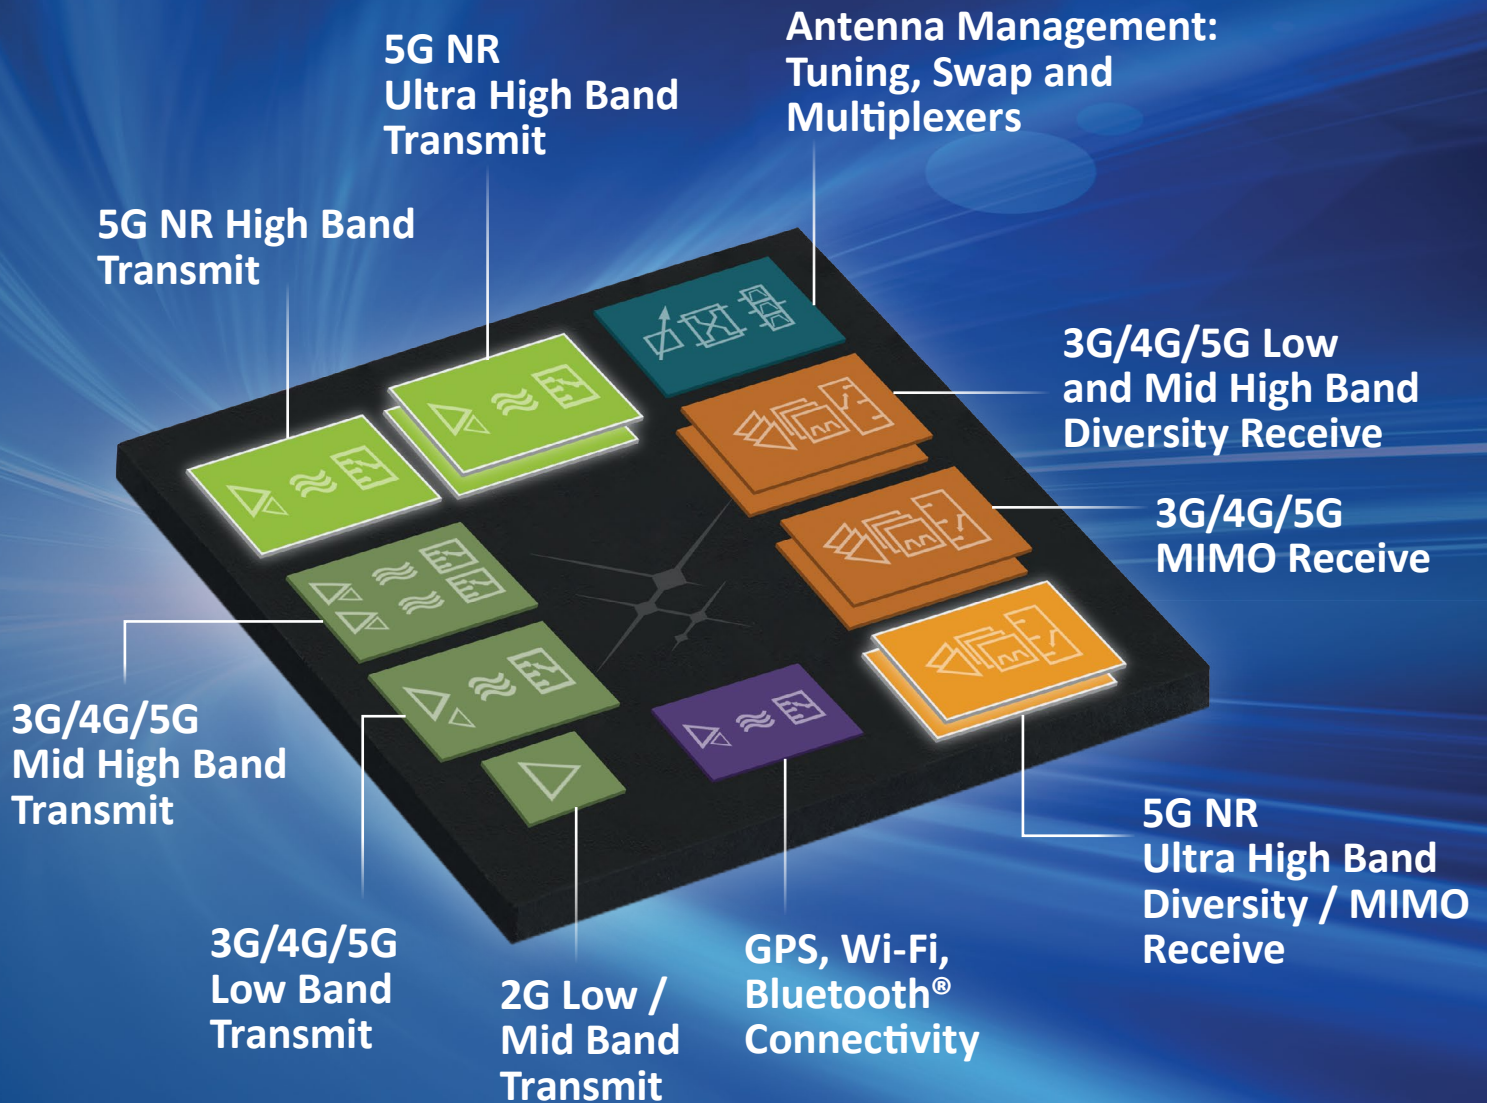 5G NR
Ultra High Band
Transmit
Antenna Management:
Tuning, Swap and
Multiplexers
5G NR High Band
Transmit
3G/4G/5G Low
and Mid High Band
Diversity Receive
3G/4G/5G
MIMO Receive
3G/4G/5G
Mid High Band
Transmit
5G NR
Ultra High Band
Diversity / MIMO
Receive
3G/4G/5G
Low Band
Transmit
2G Low /
Mid Band
Transmit
GPS, Wi-Fi,
Bluetooth®
Connectivity